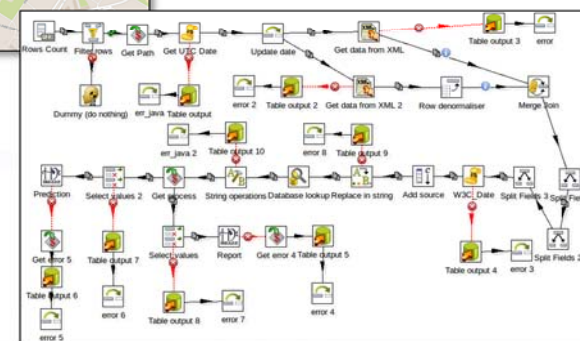 Rows Count
Filter rows
Get Path
Get UTC_Date
Update date
Get data from XML
Table output 3
error
Dummy (do nothing)
err_java
Table output
error 2
Table output 2
Get data from XML 2
Row denormaliser
Merge Join
err_java 2
Table output 10
error 8
Table output 9
Prediction
Select values 2
Get process
String operations
Database lookup
Replace in string
Add source
W3C_Date
Split Fields 3
Split Fie
Get error 5
Table output 7
Select values
Report
Get error 4
Table output 5
Split Fields 2
Table output 6
error 6
Table output 4
error 3
error 5
Table output 8
error 7
error 4